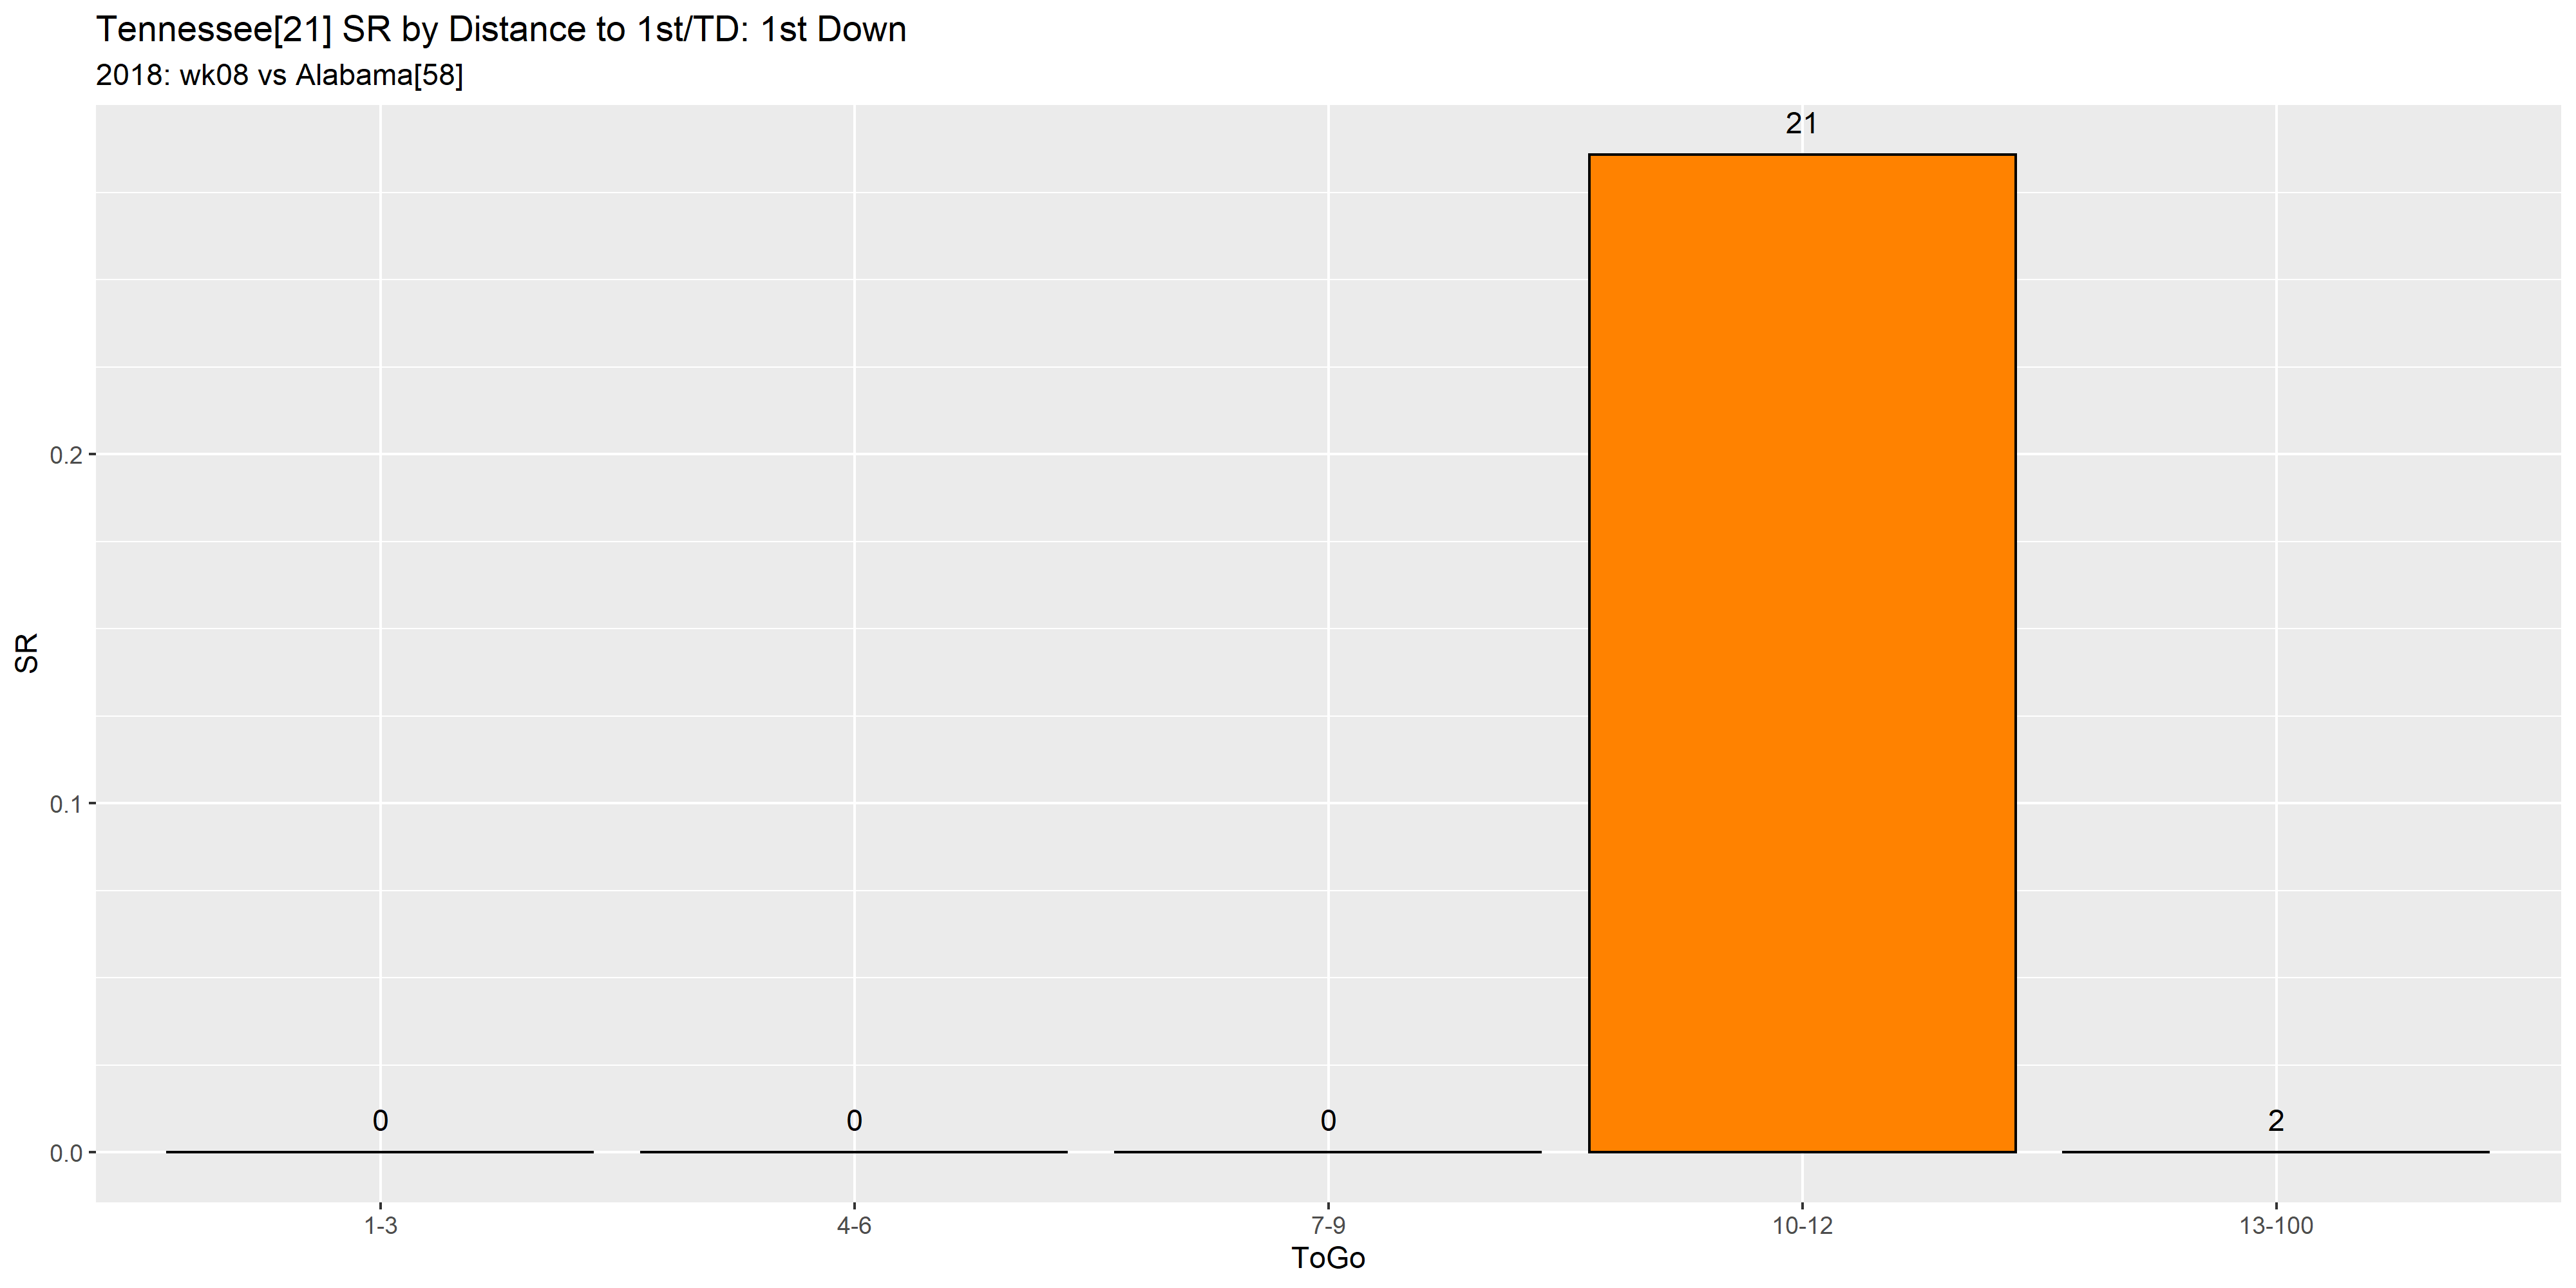 Tennessee[21] SR by Distance to 1st/TD: 1st Down
2018: wk08 vs Alabama[58]
21
0.2
SR
0.1
0 0 0 2
0.0
1-3 4-6 7-9 10-12 13-100
ToGo